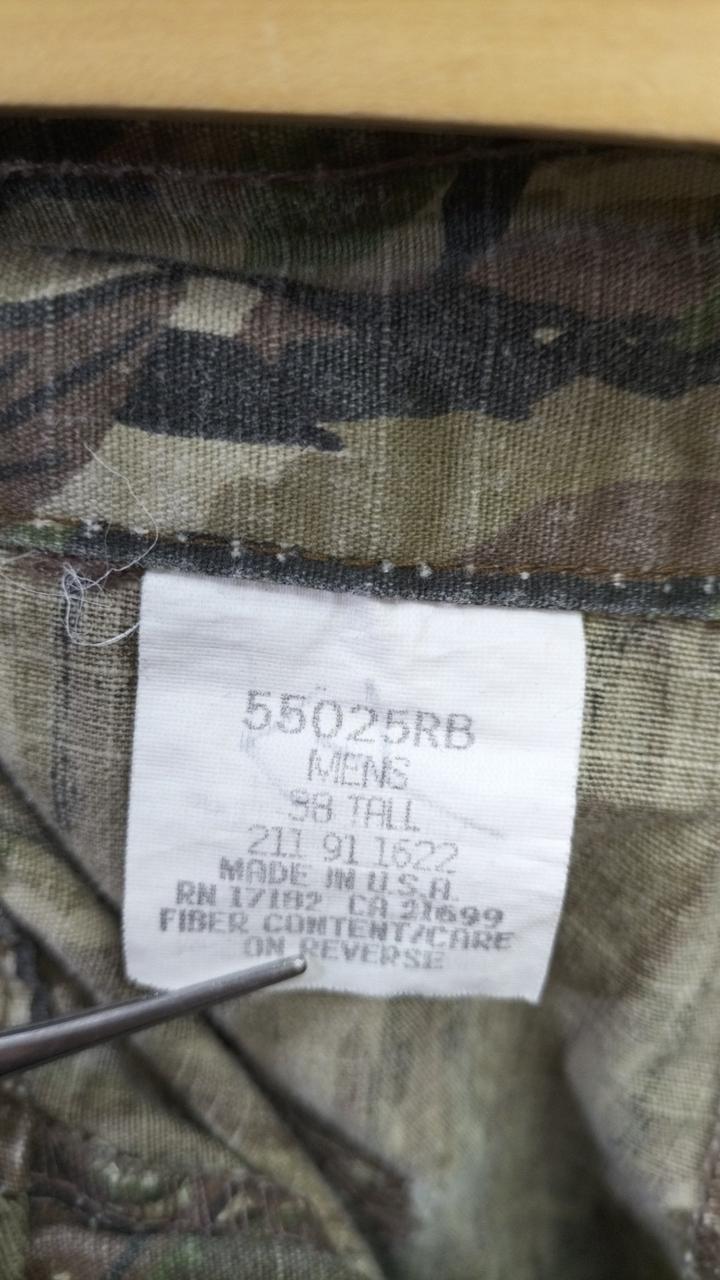 55025RB
MENS
38 TALL
211 91 1622
MADE IN U.S.A.
RN 17182 CA 21699
FIBER CONTENT/CARE
ON REVERSE